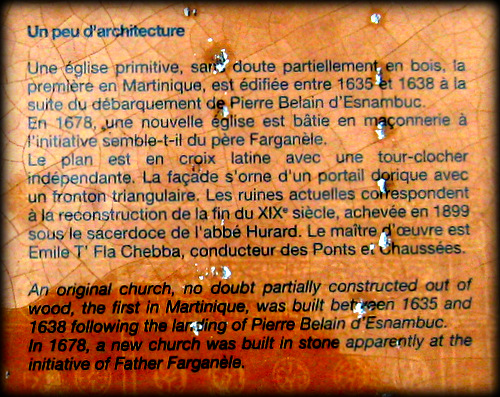 Un peu d'architecture
Une église primitive, sans doute partiellement en bois, la
première en Martinique, est édifiée entre 1635 et 1638 à la
suite du débarquement de Pierre Belain d'Esnambuc.
En 1678, une nouvelle église est bâtie en maçonnerie à
l'initiative semble-t-il du père Farganèle.
Le plan est en croix latine avec une tour-clocher
indépendante. La façade s'orne d'un portail dorique avec
un fronton triangulaire. Les ruines actuelles correspondent
à la reconstruction de la fin du XIXe siècle, achevée en 1899
sous le sacerdoce de l'abbé Hurard. Le maître d'œuvre est
Emile T' Fla Chebba, conducteur des Ponts et Chaussées.
An original church, no doubt partially constructed out of
wood, the first in Martinique, was built between 1635 and
1638 following the landing of Pierre Belain d'Esnambuc.
In 1678, a new church was built in stone apparently at the
initiative of Father Farganèle.